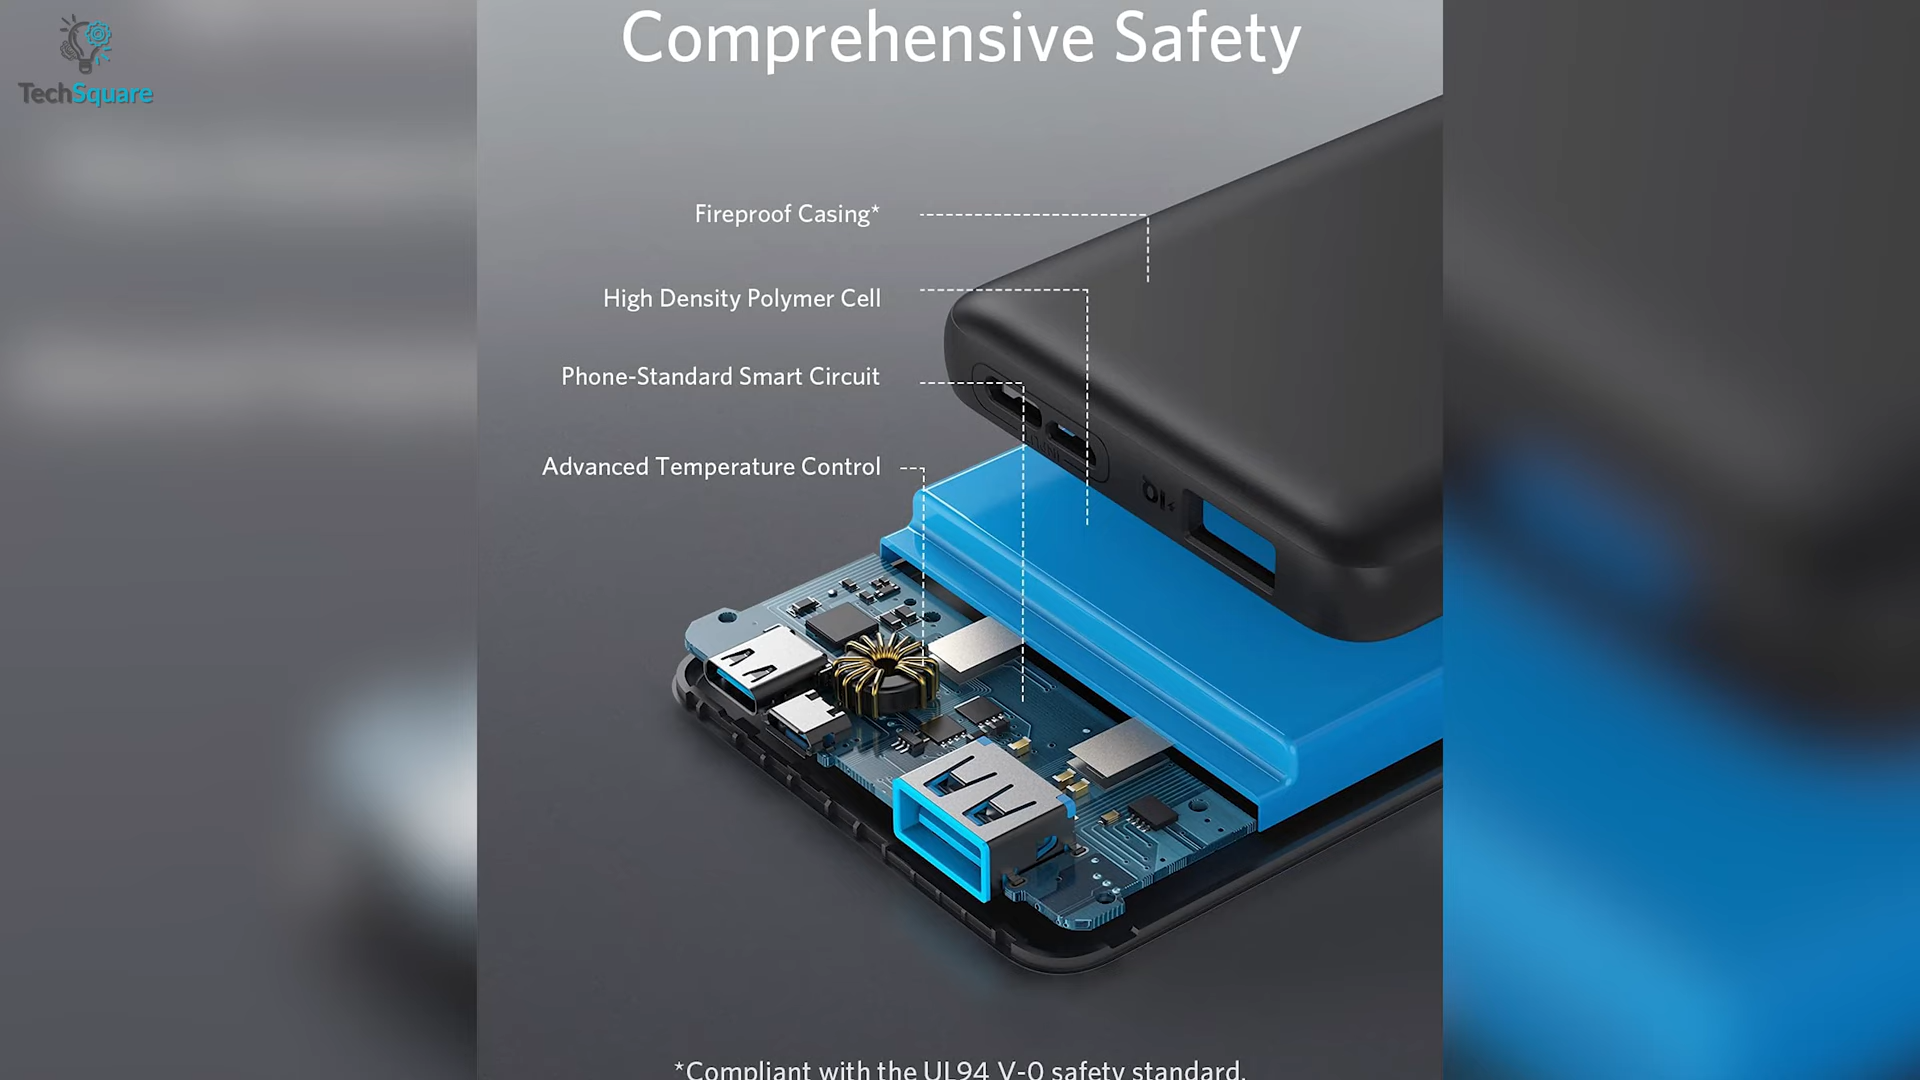 TechSquare
Comprehensive Safety
Fireproof Casing*
High Density Polymer Cell
Phone-Standard Smart Circuit
Advanced Temperature Control
*Compliant with the UL94 V-0 safety standard.